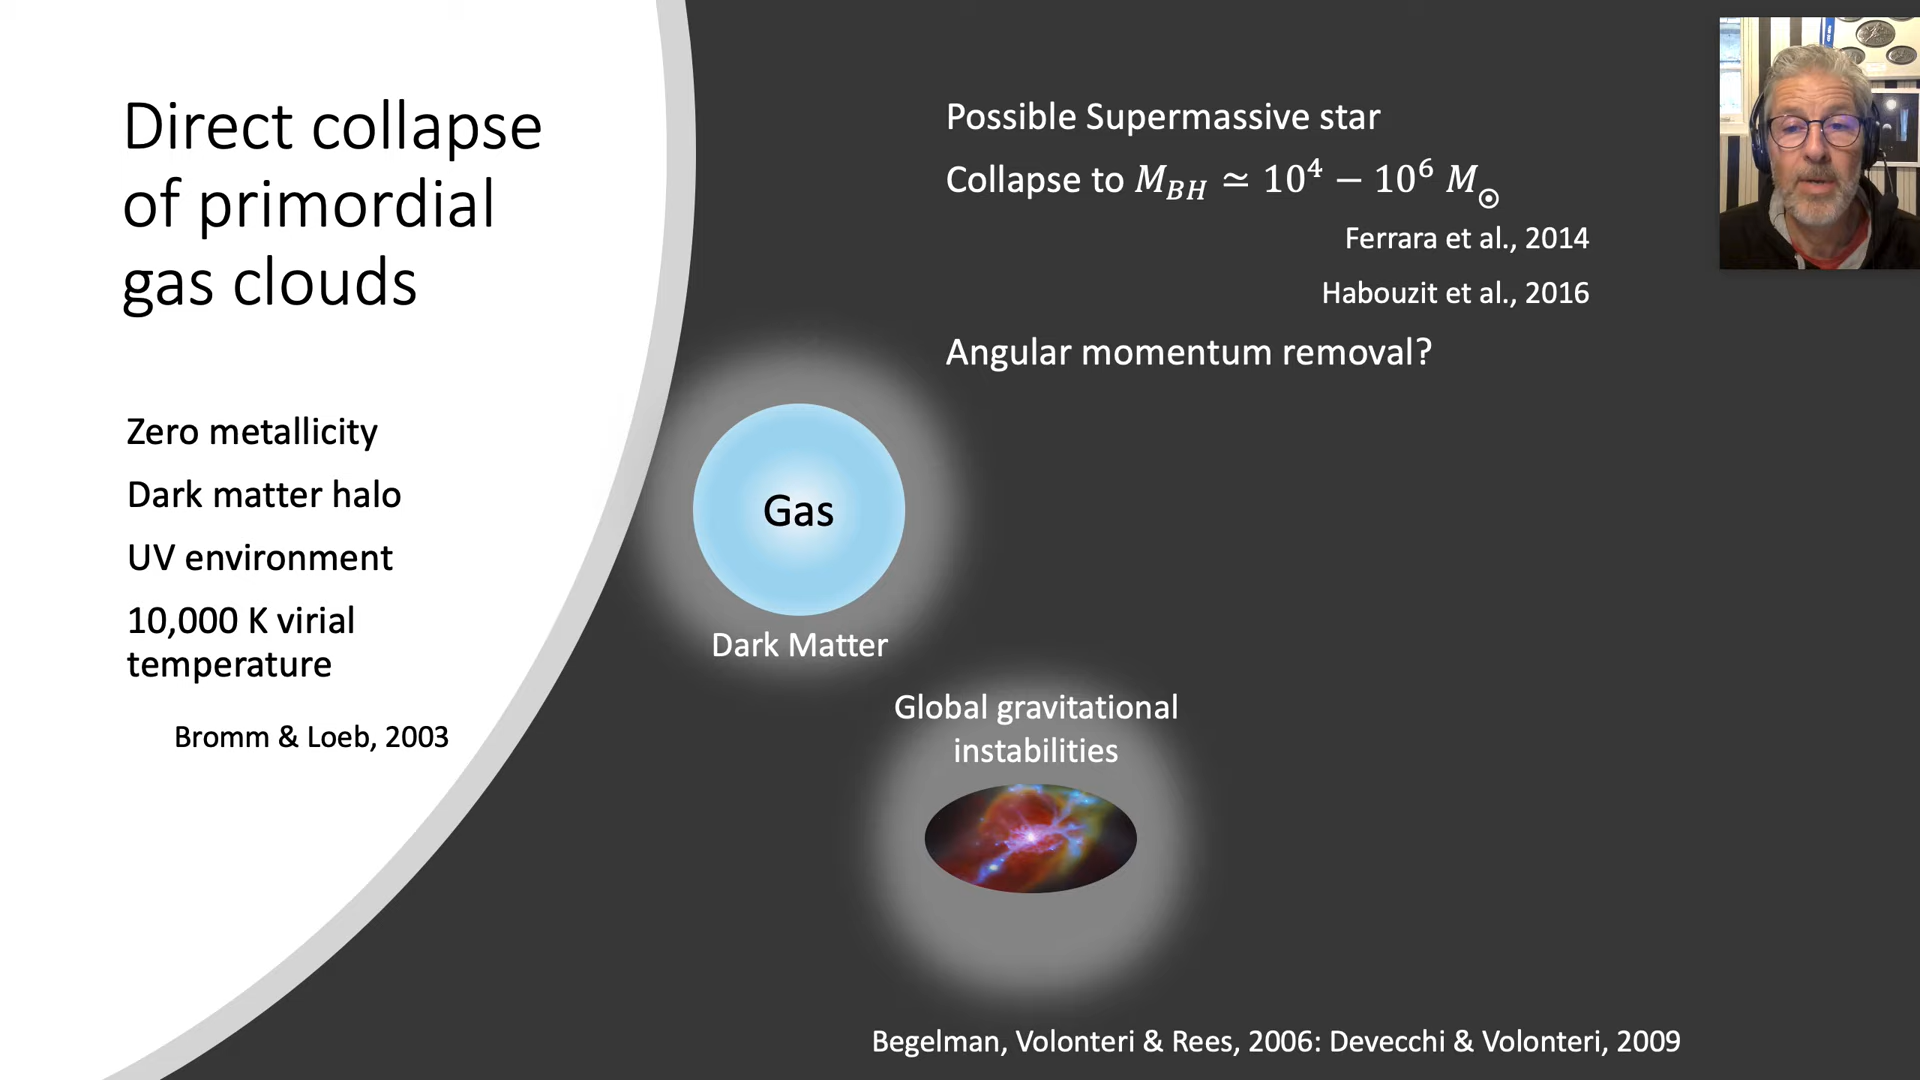 Direct collapse
of primordial
gas clouds
Zero metallicity
Dark matter halo
UV environment
10,000 K virial
temperature
Bromm & Loeb, 2003
Possible Supermassive star
Collapse to M_{BH} ≃ 10^4 − 10^6 M_⊙
Ferrara et al., 2014
Habouzit et al., 2016
Angular momentum removal?
Gas
Dark Matter
Global gravitational
instabilities
Begelman, Volonteri & Rees, 2006: Devecchi & Volonteri, 2009